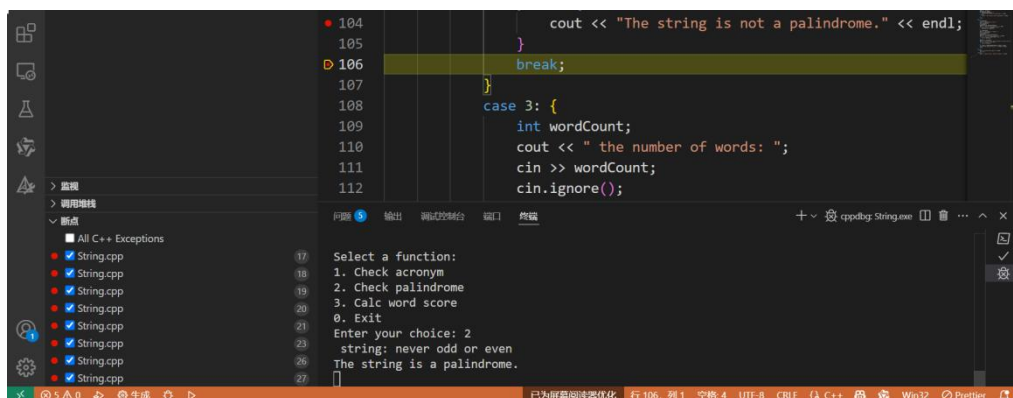 104 cout << "The string is not a palindrome." << endl;
105 }
106 break;
107 }
108 case 3: {
109 int wordCount;
110 cout << " the number of words: ";
111 cin >> wordCount;
112 cin.ignore();
> 监视
> 调用堆栈
∨ 断点
All C++ Exceptions
String.cpp 17
String.cpp 18
String.cpp 19
String.cpp 20
String.cpp 21
String.cpp 23
String.cpp 26
String.cpp 27
问题 5 输出 调试控制台 端口 终端
cppdbg: String.exe
Select a function:
1. Check acronym
2. Check palindrome
3. Calc word score
0. Exit
Enter your choice: 2
string: never odd or even
The string is a palindrome.
1
5 0 生成 已为屏幕阅读器优化 行 106, 列 1 空格: 4 UTF-8 CRLF {} C++ Win32 Prettier